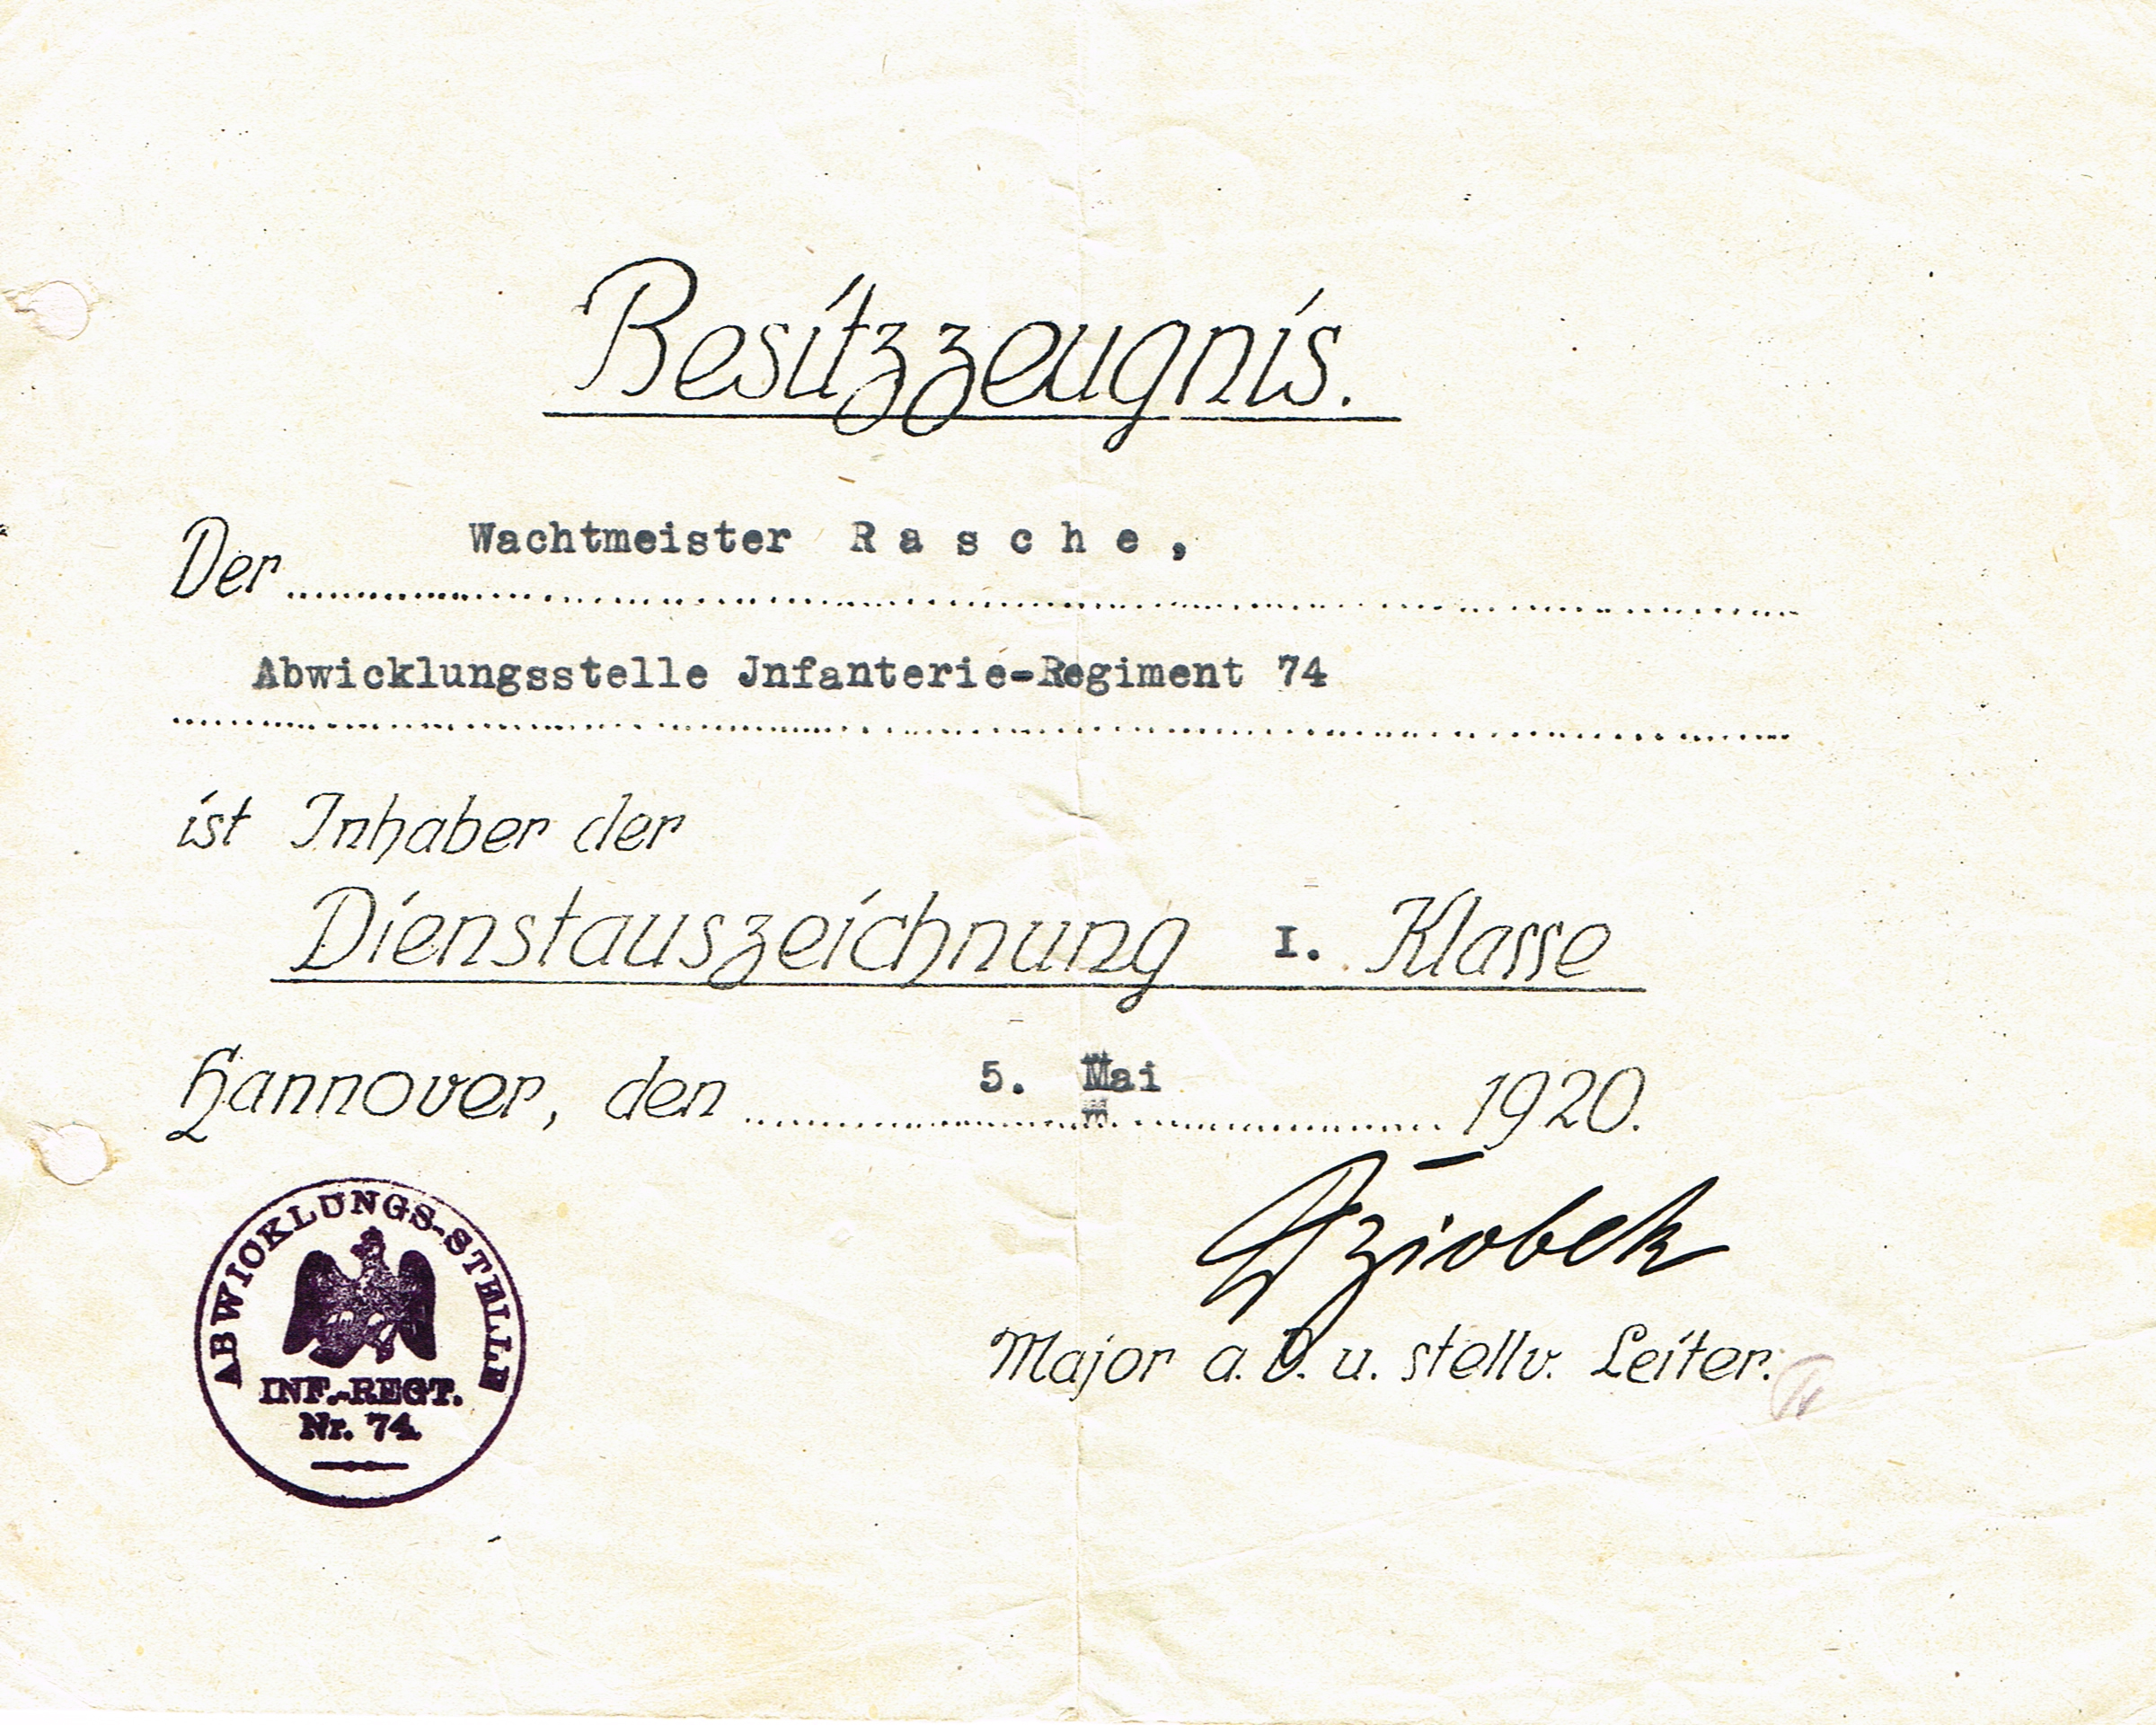 Besitzzeugnis.
Der Wachtmeister Rasche,
Abwicklungsstelle Jnfanterie-Regiment 74
ist Inhaber der
Dienstauszeichnung I. Klasse
Hannover, den 5. Mai 1920.
Major a. D. u. stellv. Leiter.
ABWICKLUNGS-STELLE
INF.-REGT.
Nr. 74.